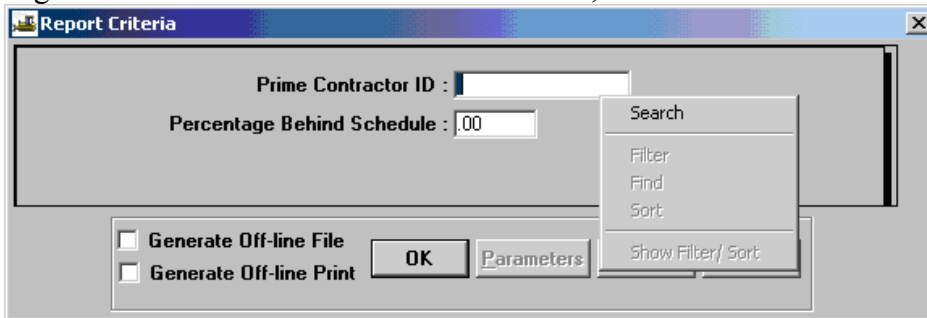 Report Criteria
Prime Contractor ID :
Percentage Behind Schedule : .00
Search
Filter
Find
Sort
Show Filter/ Sort
Generate Off-line File
Generate Off-line Print
OK
Parameters